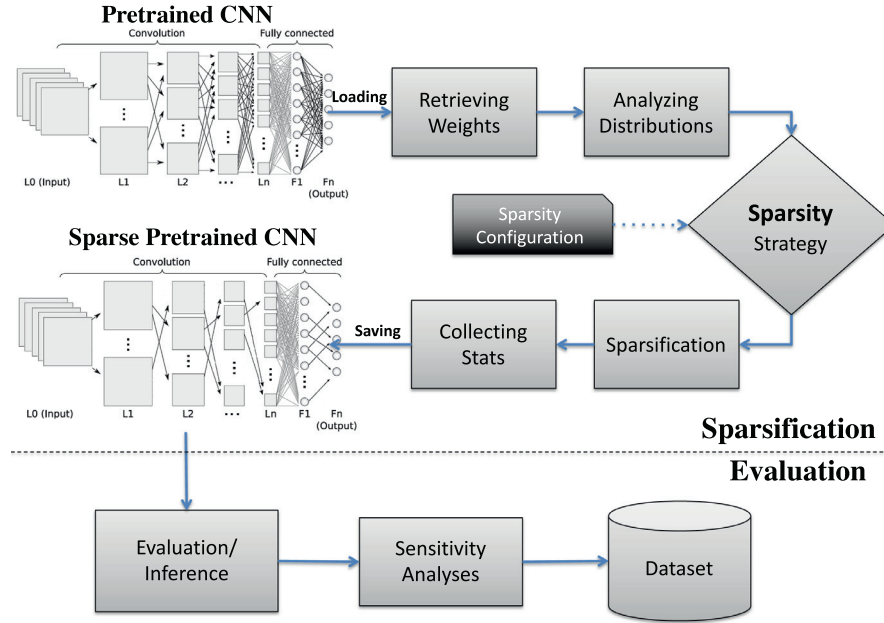 Pretrained CNN
Convolution
Fully connected
L0 (Input)
L1
L2
• • •
Ln
F1
Fn
(Output)
Loading
Retrieving
Weights
Analyzing
Distributions
Sparsity
Strategy
Sparsity
Configuration
Sparse Pretrained CNN
Convolution
Fully connected
L0 (Input)
L1
L2
• • •
Ln
F1
Fn
(Output)
Saving
Collecting
Stats
Sparsification
Sparsification
Evaluation
Evaluation/
Inference
Sensitivity
Analyses
Dataset